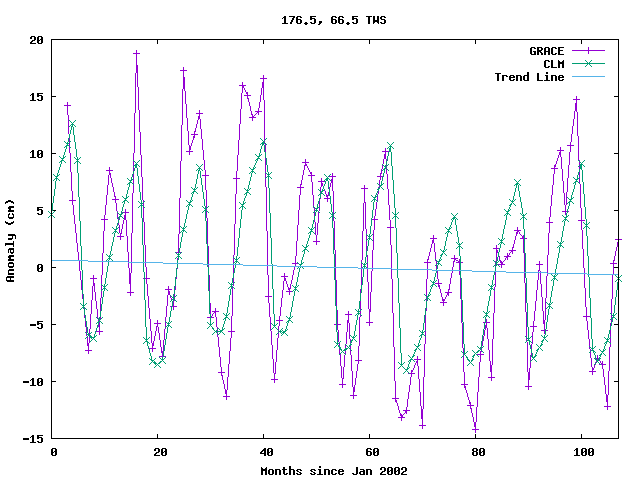 176.5, 66.5 TWS
GRACE
CLM
Trend Line
20
15
10
5
0
-5
-10
-15
Anomaly (cm)
0 20 40 60 80 100
Months since Jan 2002